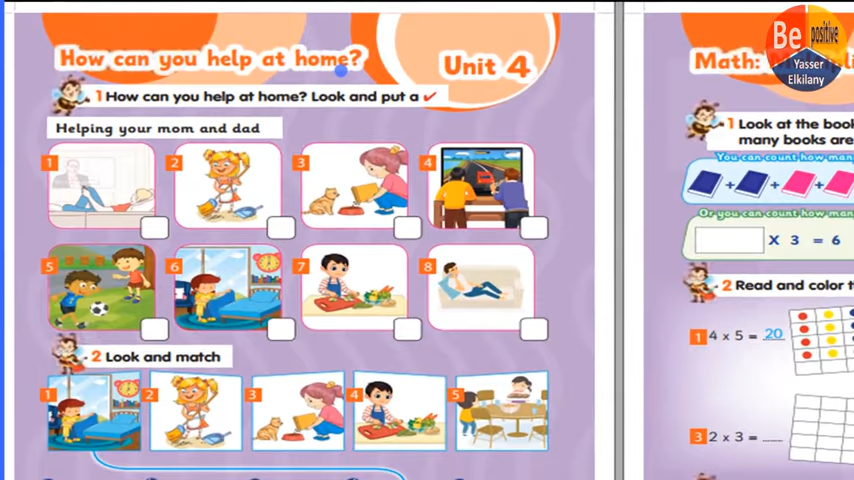 How can you help at home?
Unit 4
1 How can you help at home? Look and put a ✓
Helping your mom and dad
1
2
3
4
5
6
7
8
2 Look and match
1
2
3
4
5
Be positive
Yasser
Elkilany
Math:
1 Look at the book
many books are
You can count how man
+ + +
Or you can count how man
X 3 = 6
2 Read and color t
1 4 x 5 = 20
3 2 x 3 = ___